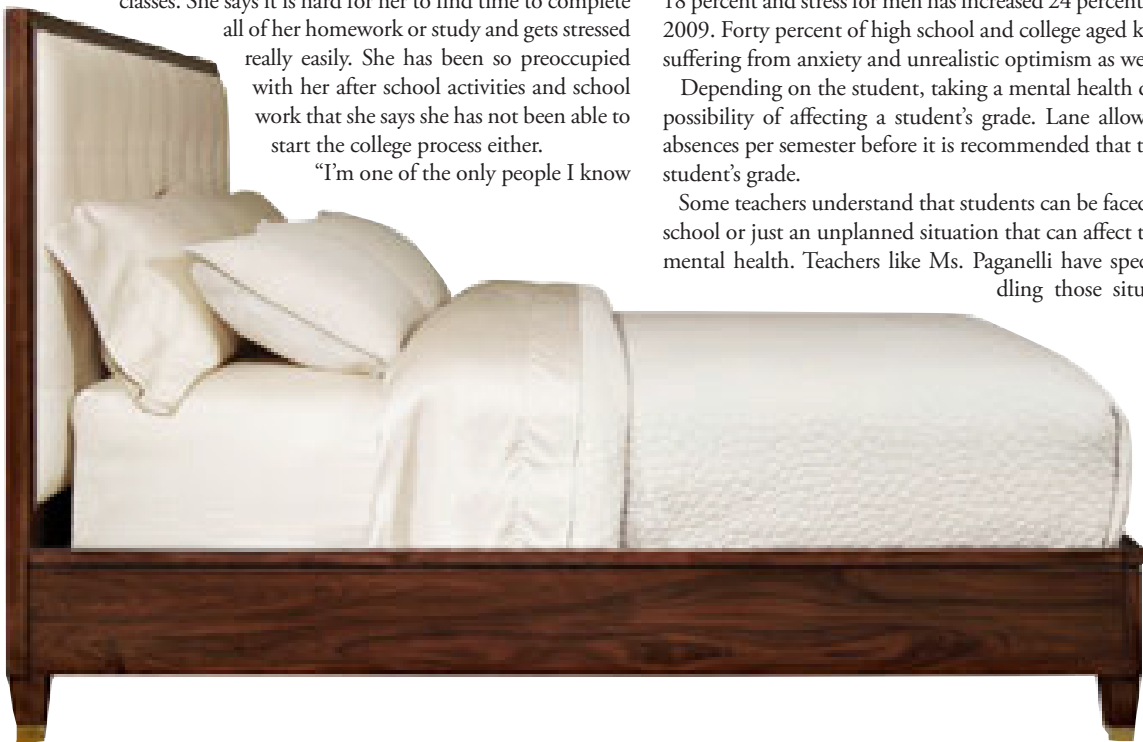 classes. She says it is hard for her to find time to complete
all of her homework or study and gets stressed
really easily. She has been so preoccupied
with her after school activities and school
work that she says she has not been able to
start the college process either.
“I’m one of the only people I know
18 percent and stress for men has increased 24 percent
2009. Forty percent of high school and college aged
suffering from anxiety and unrealistic optimism as
Depending on the student, taking a mental health
possibility of affecting a student’s grade. Lane
absences per semester before it is recommended that
student’s grade.
Some teachers understand that students can be
school or just an unplanned situation that can affect
mental health. Teachers like Ms. Paganelli have
dling those